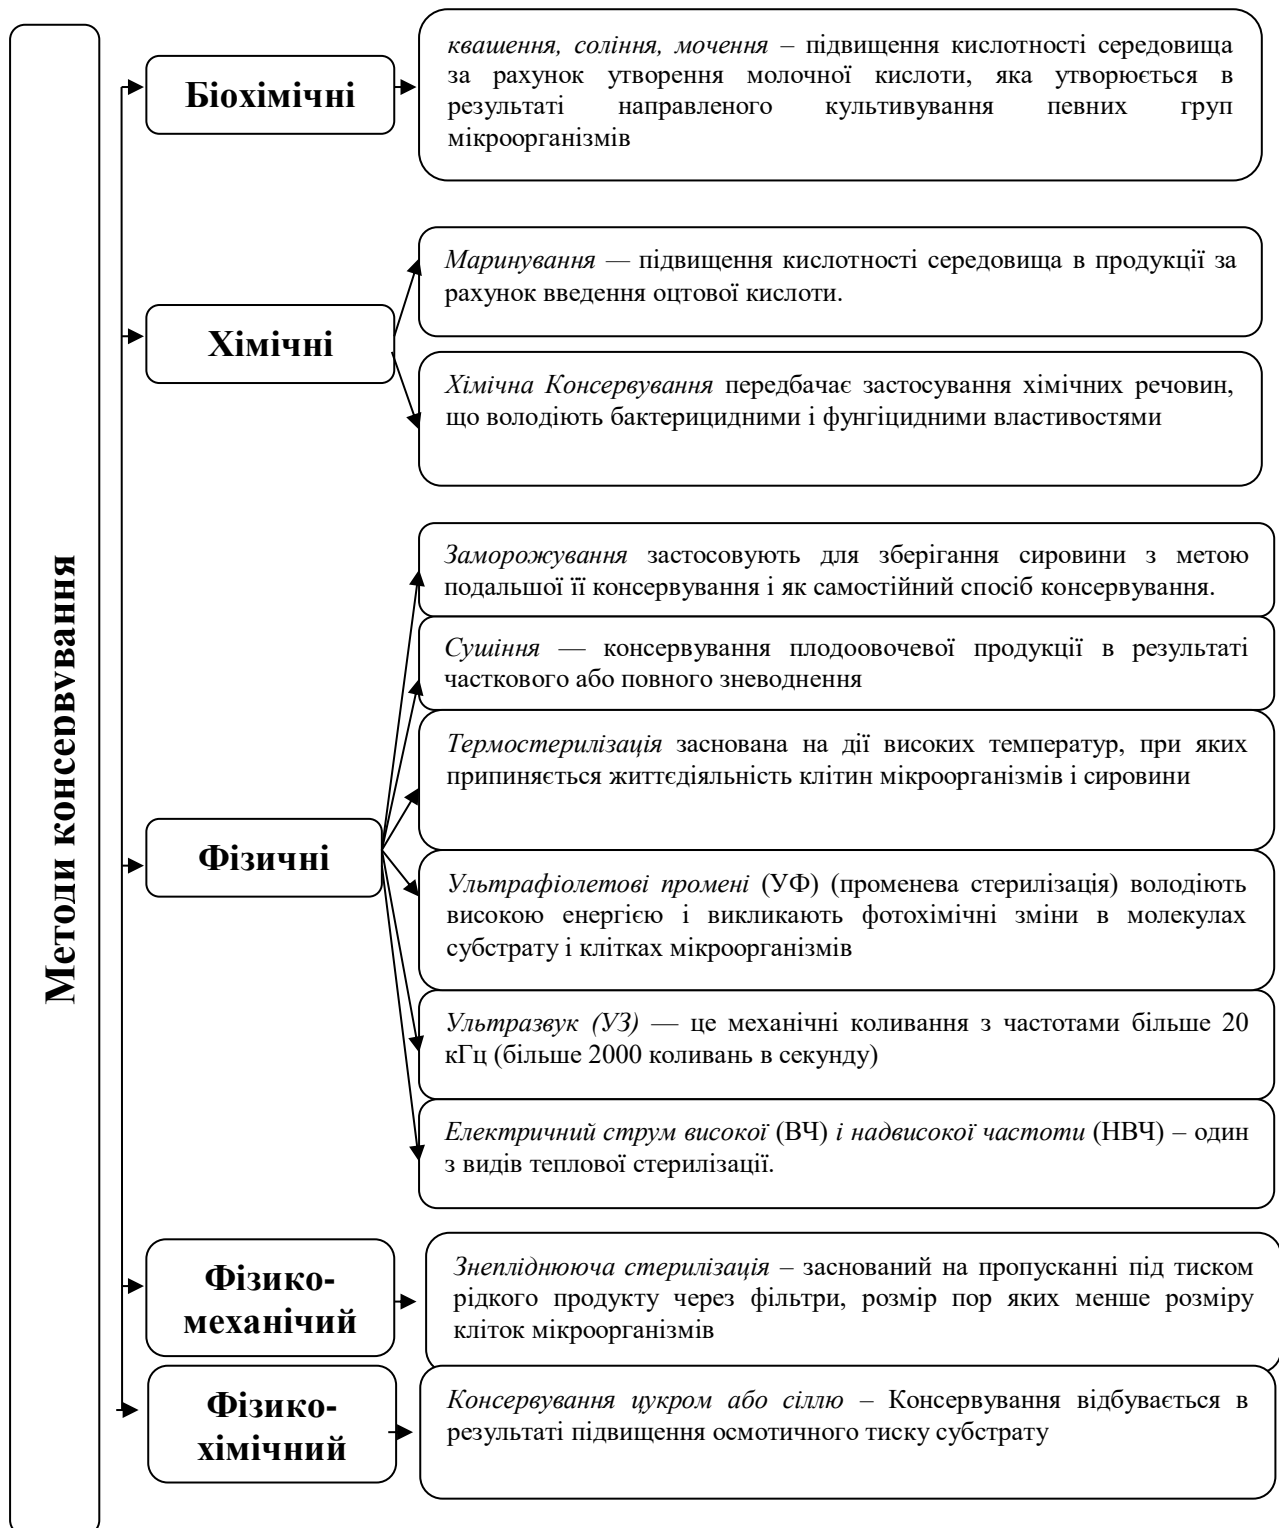 Методи консервування
Біохімічні
квашення, соління, мочення – підвищення кислотності середовища
за рахунок утворення молочної кислоти, яка утворюється в
результаті направленого культивування певних груп
мікроорганізмів
Хімічні
Маринування — підвищення кислотності середовища в продукції за
рахунок введення оцтової кислоти.
Хімічна Консервування передбачає застосування хімічних речовин,
що володіють бактерицидними і фунгіцидними властивостями
Фізичні
Заморожування застосовують для зберігання сировини з метою
подальшої її консервування і як самостійний спосіб консервування.
Сушіння — консервування плодоовочевої продукції в результаті
часткового або повного зневоднення
Термостерилізація заснована на дії високих температур, при яких
припиняється життєдіяльність клітин мікроорганізмів і сировини
Ультрафіолетові промені (УФ) (променева стерилізація) володіють
високою енергією і викликають фотохімічні зміни в молекулах
субстрату і клітках мікроорганізмів
Ультразвук (УЗ) — це механічні коливання з частотами більше 20
кГц (більше 2000 коливань в секунду)
Електричний струм високої (ВЧ) і надвисокої частоти (НВЧ) – один
з видів теплової стерилізації.
Фізико-
механічий
Знепліднююча стерилізація – заснований на пропусканні під тиском
рідкого продукту через фільтри, розмір пор яких менше розміру
кліток мікроорганізмів
Фізико-
хімічний
Консервування цукром або сіллю – Консервування відбувається в
результаті підвищення осмотичного тиску субстрату